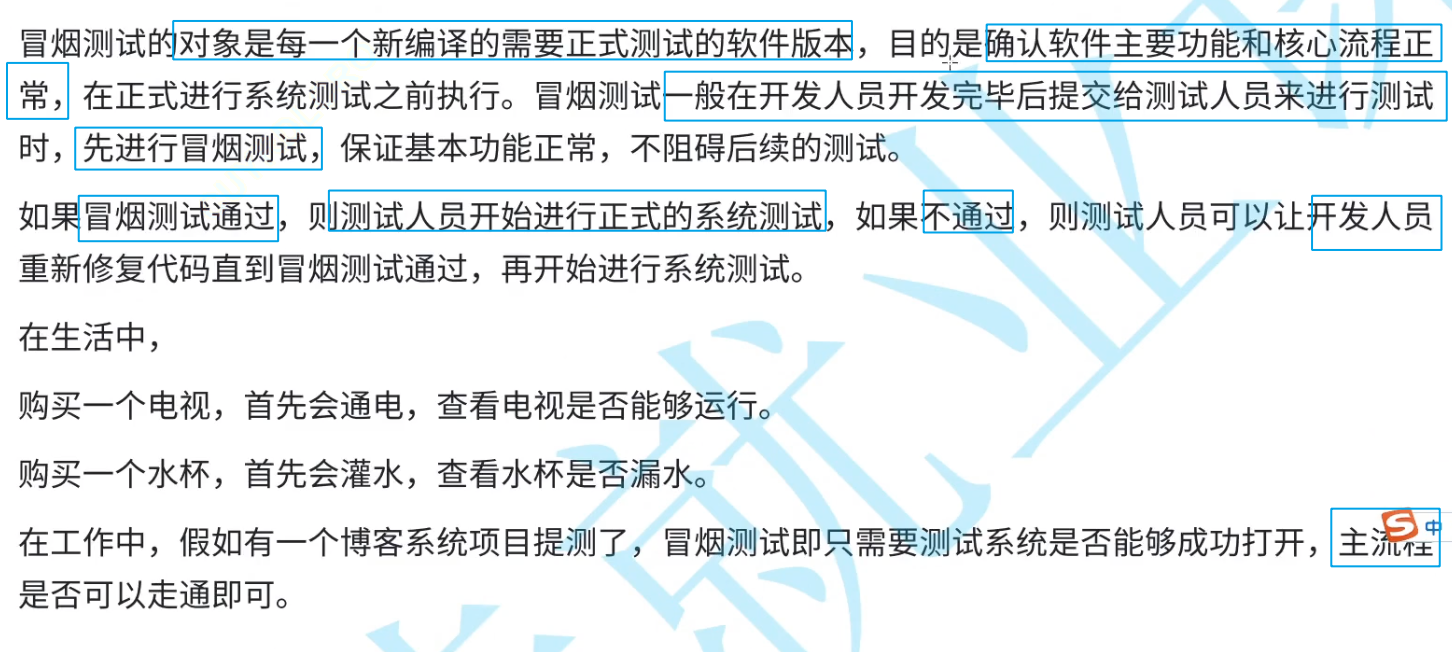 冒烟测试的对象是每一个新编译的需要正式测试的软件版本，目的是确认软件主要功能和核心流程正
常，在正式进行系统测试之前执行。冒烟测试一般在开发人员开发完毕后提交给测试人员来进行测试
时，先进行冒烟测试，保证基本功能正常，不阻碍后续的测试。
如果冒烟测试通过，则测试人员开始进行正式的系统测试，如果不通过，则测试人员可以让开发人员
重新修复代码直到冒烟测试通过，再开始进行系统测试。
在生活中，
购买一个电视，首先会通电，查看电视是否能够运行。
购买一个水杯，首先会灌水，查看水杯是否漏水。
在工作中，假如有一个博客系统项目提测了，冒烟测试即只需要测试系统是否能够成功打开，主流程
是否可以走通即可。
中
就业